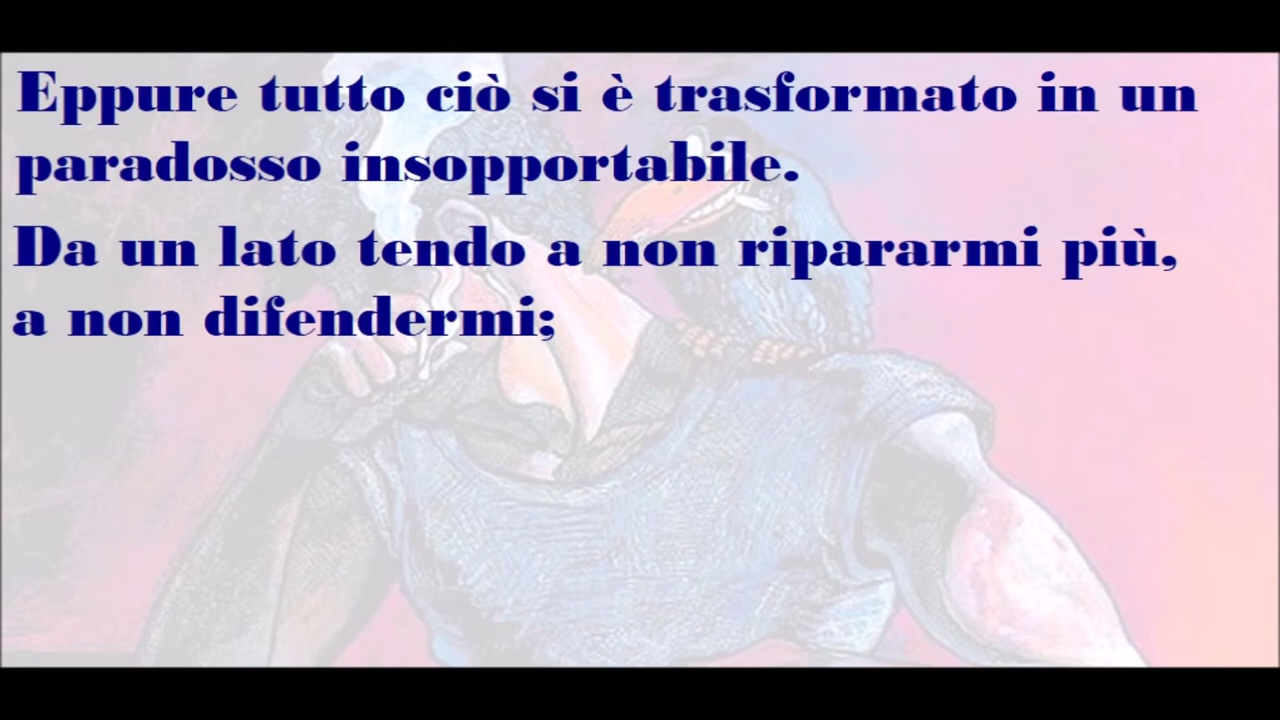 Eppure tutto ciò si è trasformato in un
paradosso insopportabile.
Da un lato tendo a non ripararmi più,
a non difendermi;